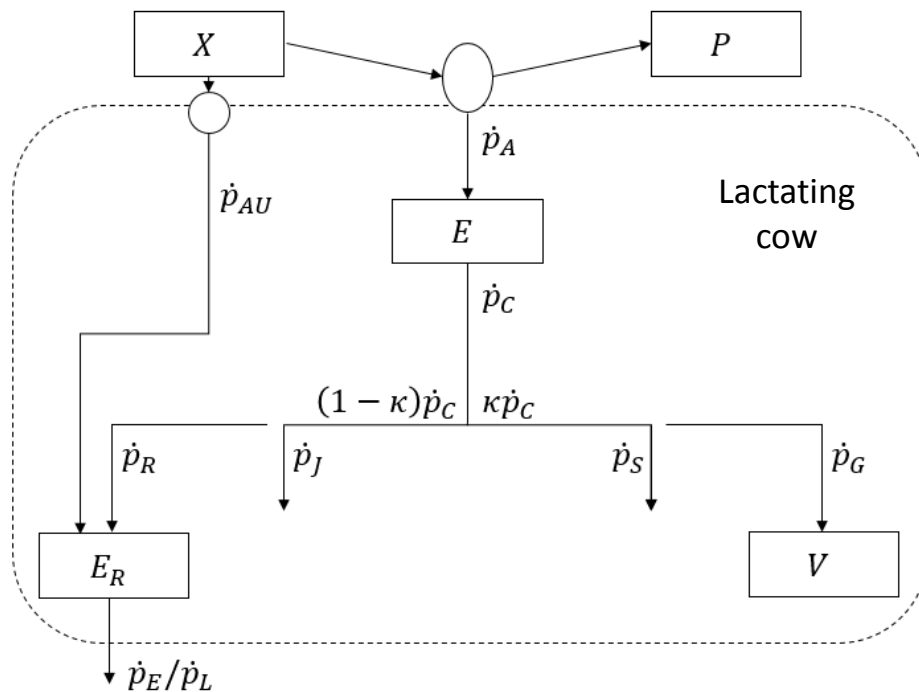 X
P
ṗ_A
ṗ_AU
Lactating
cow
E
ṗ_C
(1 − κ)ṗ_C κṗ_C
ṗ_R ṗ_J ṗ_S ṗ_G
E_R
V
ṗ_E/ṗ_L